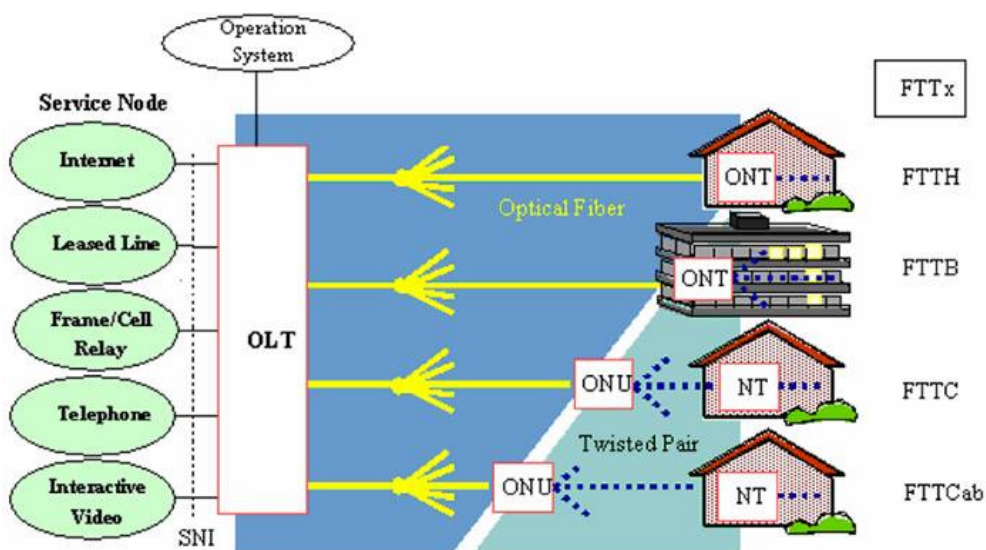 Operation
System
Service Node
FTTx
Internet
ONT
FTTH
Optical Fiber
Leased Line
ONT
FTTB
Frame/Cell
Relay
OLT
ONU
NT
FTTC
Telephone
Twisted Pair
Interactive
Video
ONU
NT
FTTCab
SNI